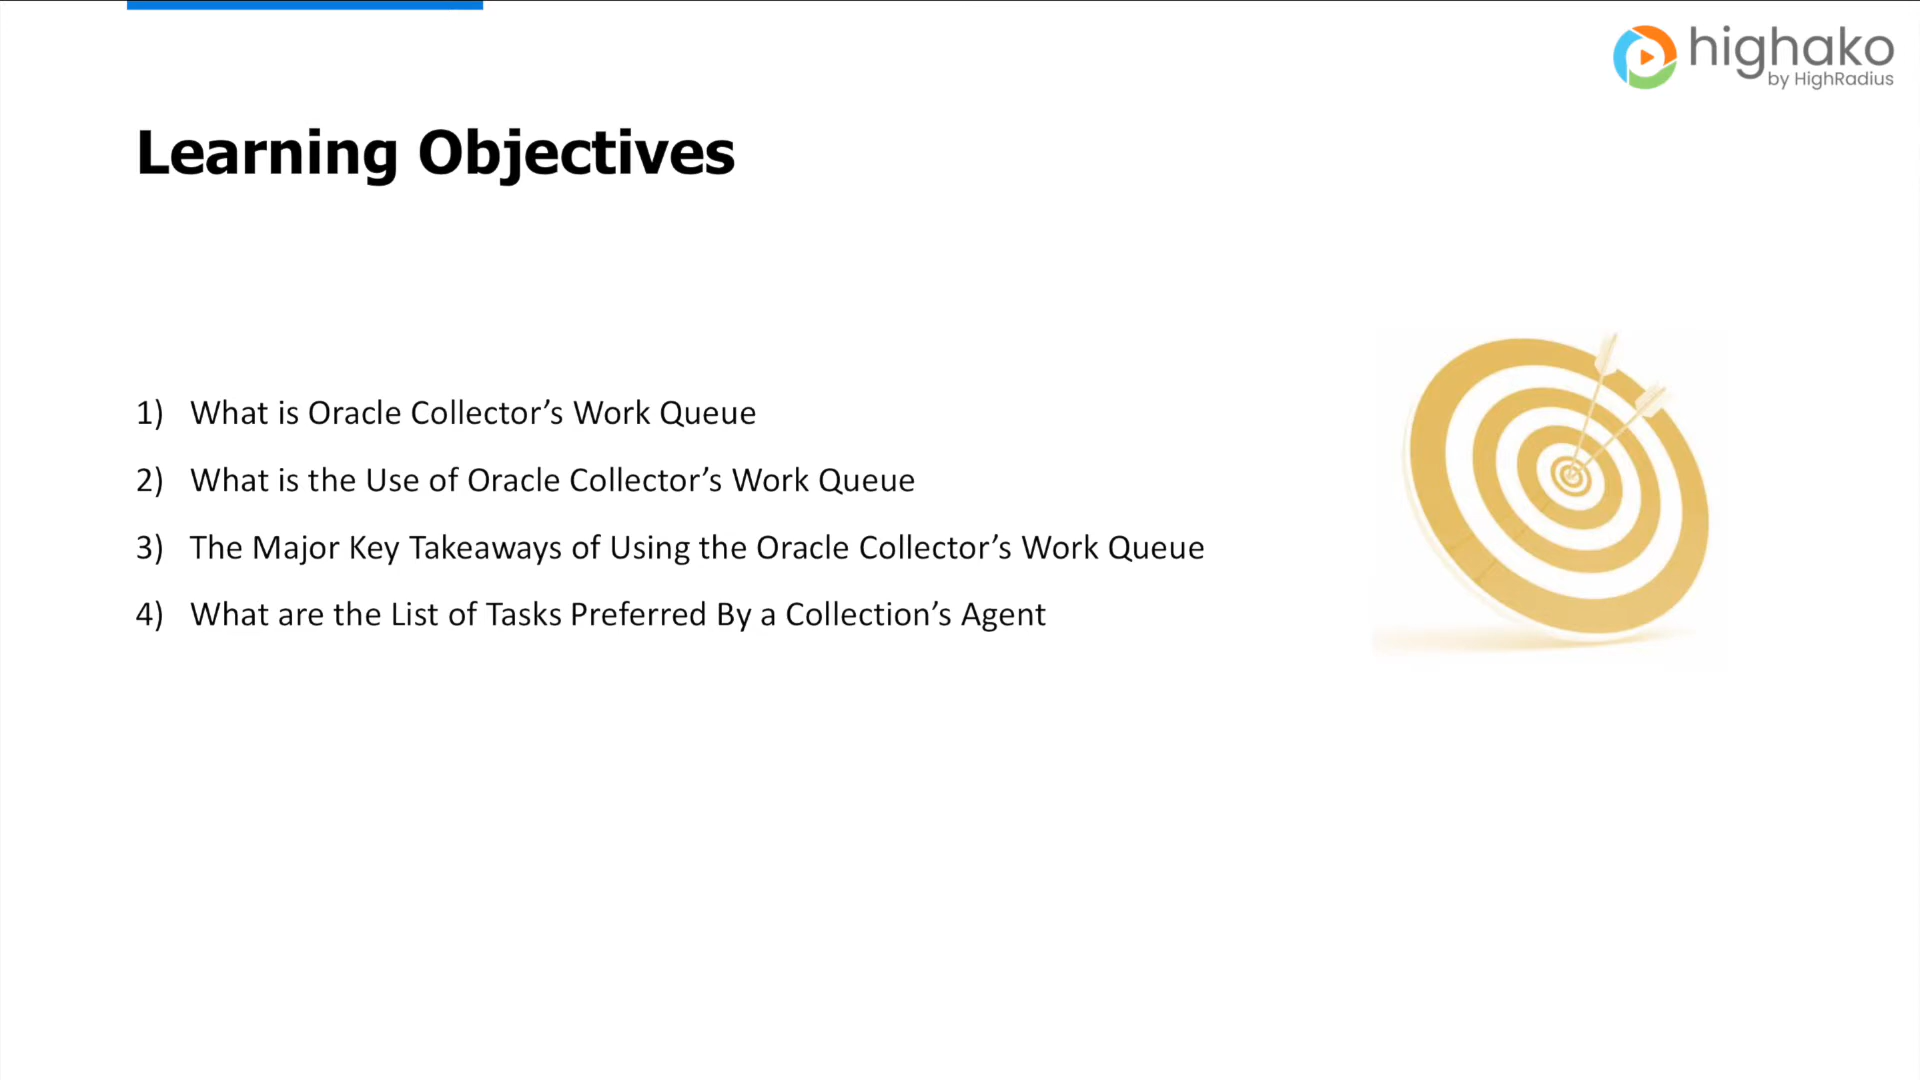 highako
by HighRadius
Learning Objectives
1) What is Oracle Collector’s Work Queue
2) What is the Use of Oracle Collector’s Work Queue
3) The Major Key Takeaways of Using the Oracle Collector’s Work Queue
4) What are the List of Tasks Preferred By a Collection’s Agent